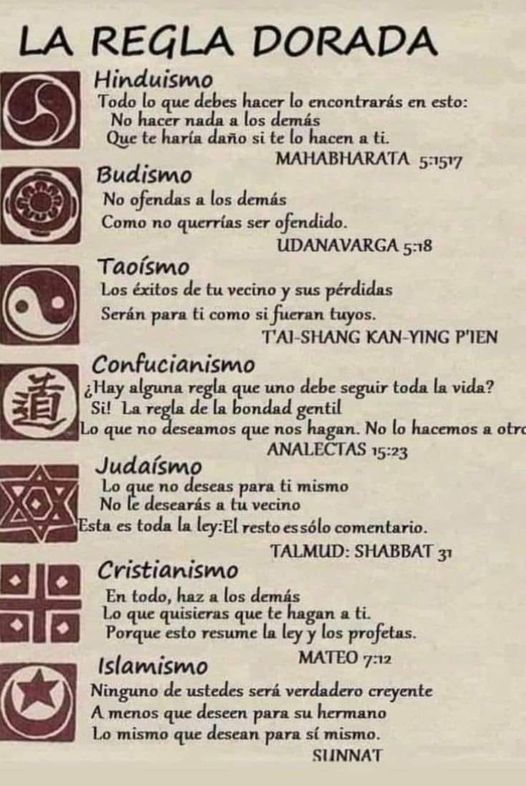 LA REGLA DORADA
Hinduismo
Todo lo que debes hacer lo encontrarás en esto:
No hacer nada a los demás
Que te haría daño si te lo hacen a ti.
MAHABHARATA 5:1517
Budismo
No ofendas a los demás
Como no querrías ser ofendido.
UDANAVARGA 5:18
Taoísmo
Los éxitos de tu vecino y sus pérdidas
Serán para ti como si fueran tuyos.
T'AI-SHANG KAN-YING P'IEN
Confucianismo
道
¿Hay alguna regla que uno debe seguir toda la vida?
Si! La regla de la bondad gentil
Lo que no deseamos que nos hagan. No lo hacemos a otro
ANALECTAS 15:23
Judaísmo
Lo que no deseas para ti mismo
No le desearás a tu vecino
Esta es toda la ley:El resto es sólo comentario.
TALMUD: SHABBAT 31
Cristianismo
En todo, haz a los demás
Lo que quisieras que te hagan a ti.
Porque esto resume la ley y los profetas.
MATEO 7:12
Islamismo
Ninguno de ustedes será verdadero creyente
A menos que deseen para su hermano
Lo mismo que desean para sí mismo.
SUNNAT